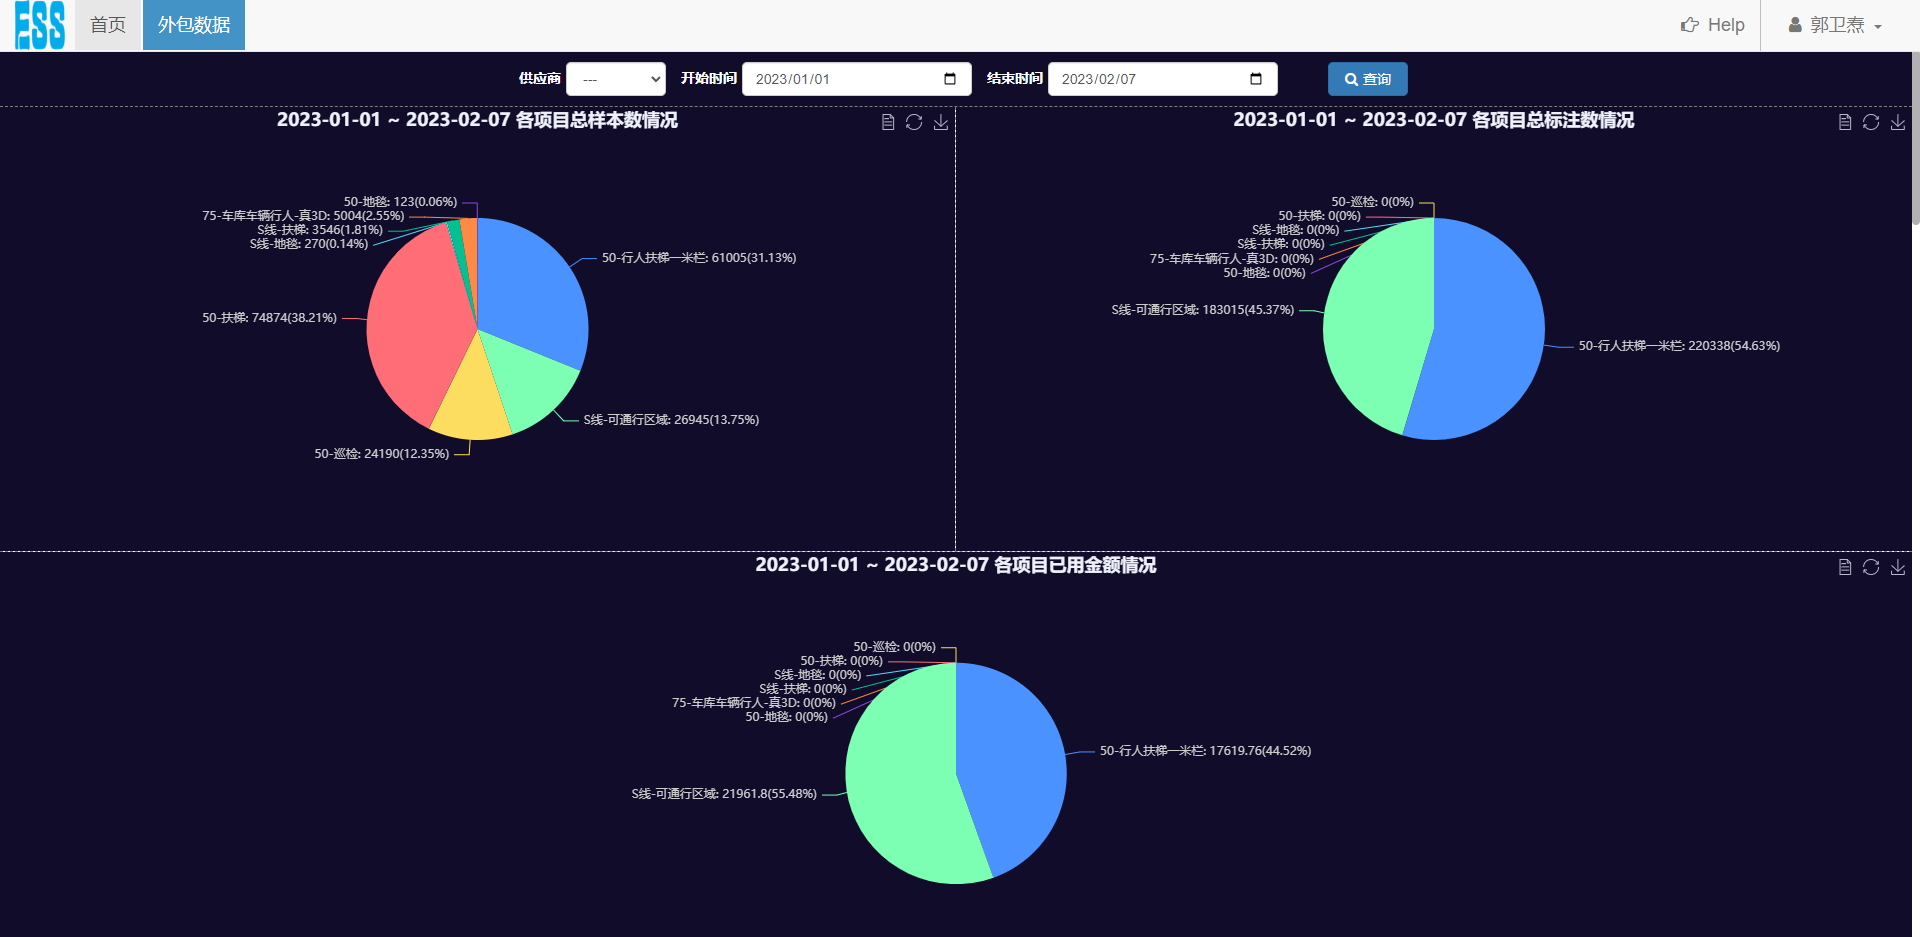 ESS
首页
外包数据
Help
郭卫焘
供应商
---
开始时间
2023/01/01
结束时间
2023/02/07
查询
2023-01-01 ~ 2023-02-07 各项目总样本数情况
50-地毯: 123(0.06%)
75-车库车辆行人-真3D: 5004(2.55%)
S线-扶梯: 3546(1.81%)
S线-地毯: 270(0.14%)
50-行人扶梯一米栏: 61005(31.13%)
50-扶梯: 74874(38.21%)
S线-可通行区域: 26945(13.75%)
50-巡检: 24190(12.35%)
2023-01-01 ~ 2023-02-07 各项目总标注数情况
50-巡检: 0(0%)
50-扶梯: 0(0%)
S线-地毯: 0(0%)
S线-扶梯: 0(0%)
75-车库车辆行人-真3D: 0(0%)
50-地毯: 0(0%)
S线-可通行区域: 183015(45.37%)
50-行人扶梯一米栏: 220338(54.63%)
2023-01-01 ~ 2023-02-07 各项目已用金额情况
50-巡检: 0(0%)
50-扶梯: 0(0%)
S线-地毯: 0(0%)
S线-扶梯: 0(0%)
75-车库车辆行人-真3D: 0(0%)
50-地毯: 0(0%)
50-行人扶梯一米栏: 17619.76(44.52%)
S线-可通行区域: 21961.8(55.48%)